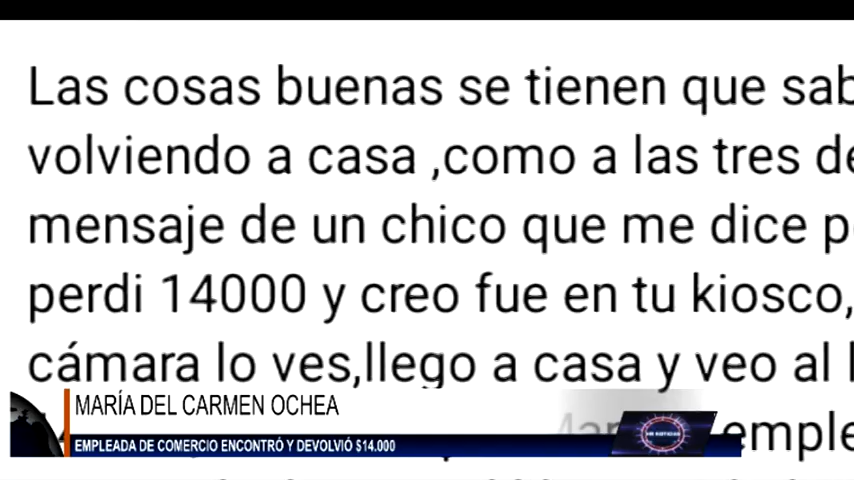 Las cosas buenas se tienen que sab
volviendo a casa ,como a las tres de
mensaje de un chico que me dice p
perdi 14000 y creo fue en tu kiosco,
cámara lo ves,llego a casa y veo al
MARÍA DEL CARMEN OCHEA
emple
EMPLEADA DE COMERCIO ENCONTRÓ Y DEVOLVIÓ $14.000